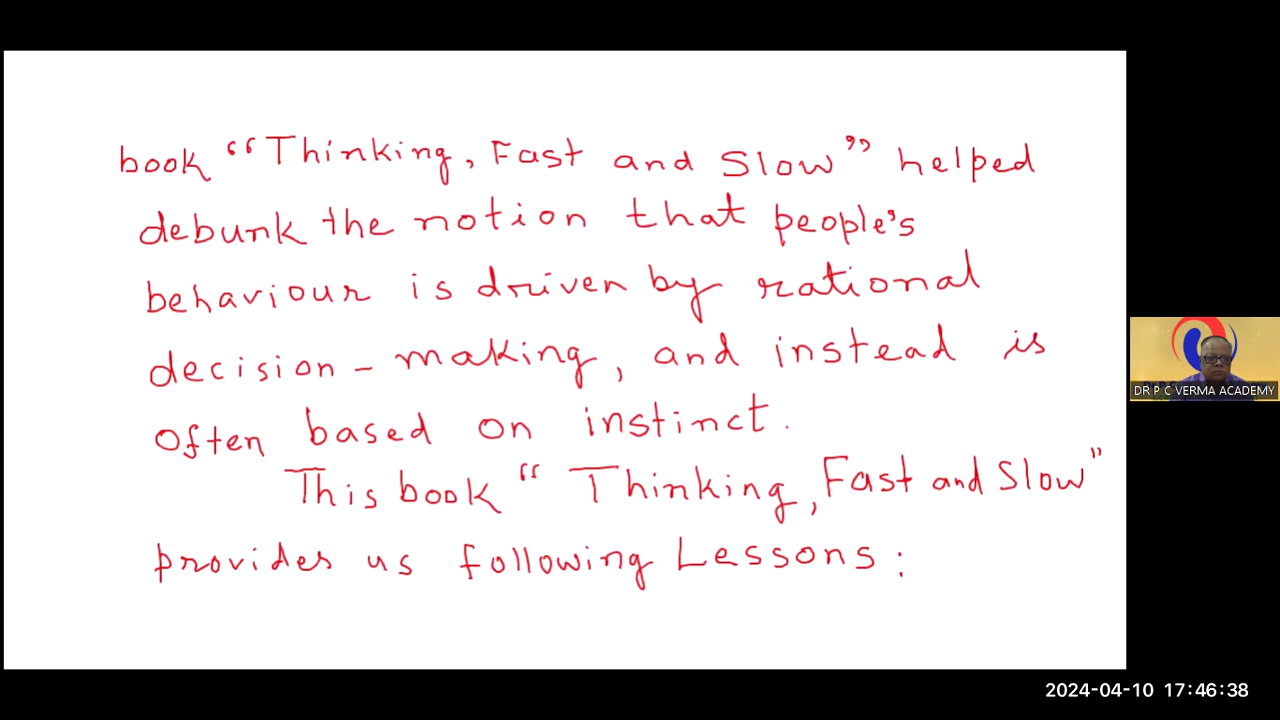 book “Thinking, Fast and Slow” helped
debunk the notion that people's
behaviour is driven by rational
decision - making, and instead is
often based on instinct.
This book “Thinking, Fast and Slow”
provides us following Lessons:
DR P C VERMA ACADEMY
2024-04-10 17:46:38